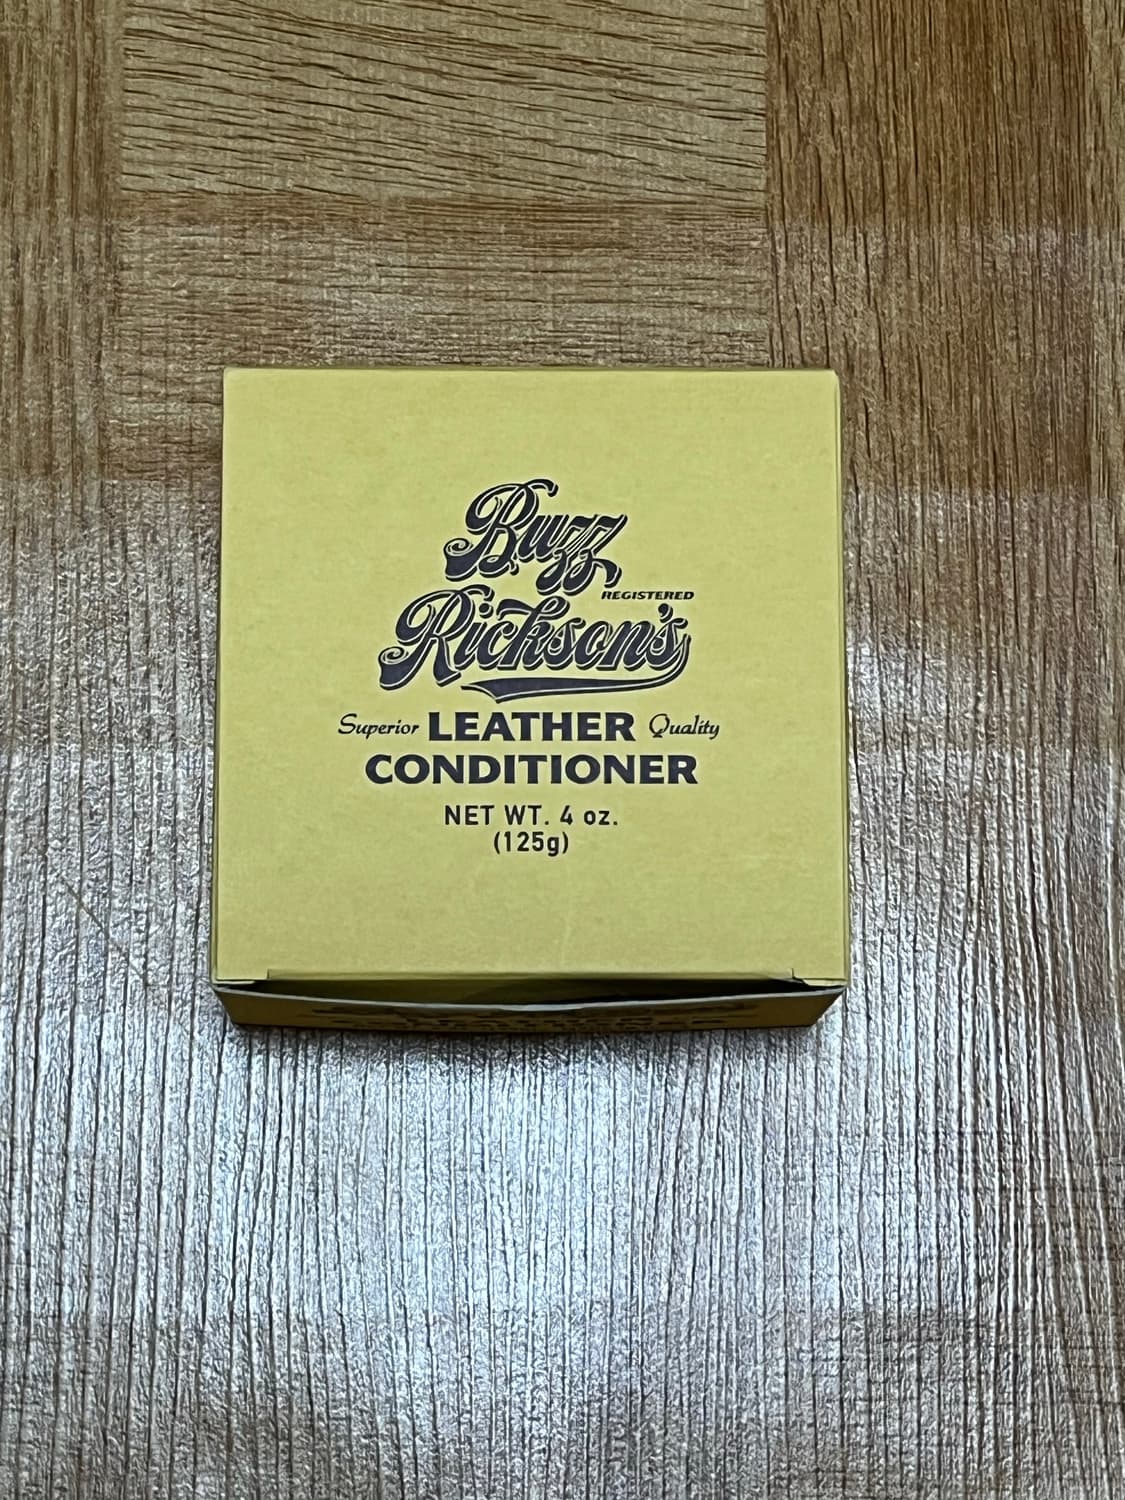 Buzz
REGISTERED
Rickson's
Superior LEATHER Quality
CONDITIONER
NET WT. 4 oz.
(125g)